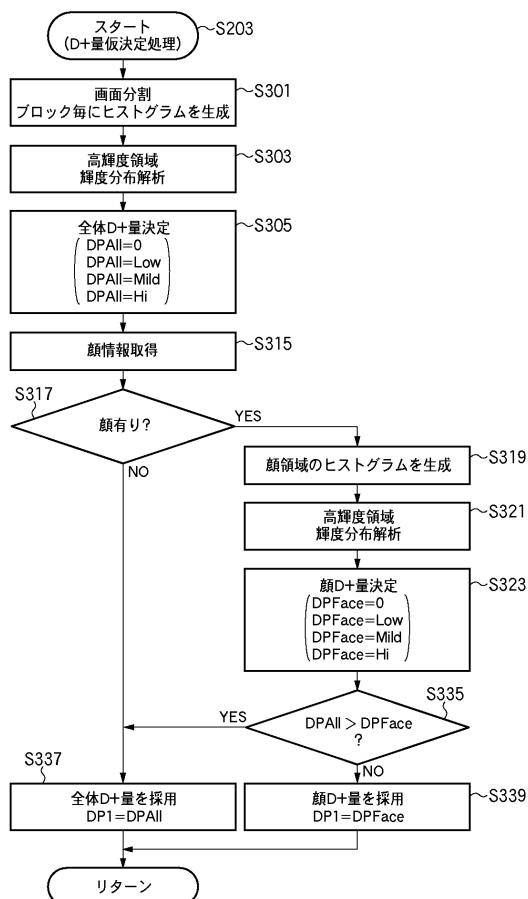 スタート
(D+量仮決定処理)
S203
画面分割
ブロック毎にヒストグラムを生成
S301
高輝度領域
輝度分布解析
S303
全体D+量決定
DPAll=0
DPAll=Low
DPAll=Mild
DPAll=Hi
S305
顔情報取得
S315
S317
顔有り?
YES
NO
顔領域のヒストグラムを生成
S319
高輝度領域
輝度分布解析
S321
顔D+量決定
DPFace=0
DPFace=Low
DPFace=Mild
DPFace=Hi
S323
S335
DPAll>DPFace
?
YES
NO
S337
全体D+量を採用
DP1=DPAll
顔D+量を採用
DP1=DPFace
S339
リターン